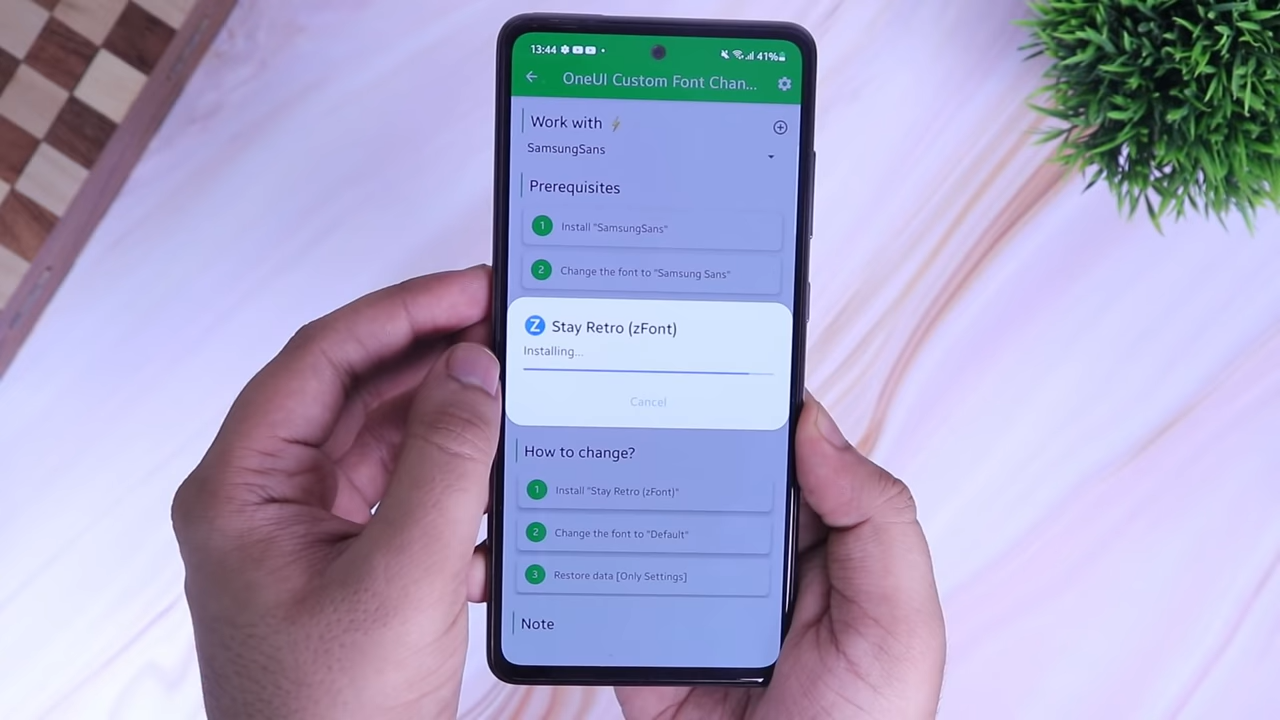 13:44
41%
OneUI Custom Font Chan...
Work with
SamsungSans
Prerequisites
1 Install "SamsungSans"
2 Change the font to "Samsung Sans"
Z Stay Retro (zFont)
Installing...
Cancel
How to change?
1 Install "Stay Retro (zFont)"
2 Change the font to "Default"
3 Restore data [Only Settings]
Note